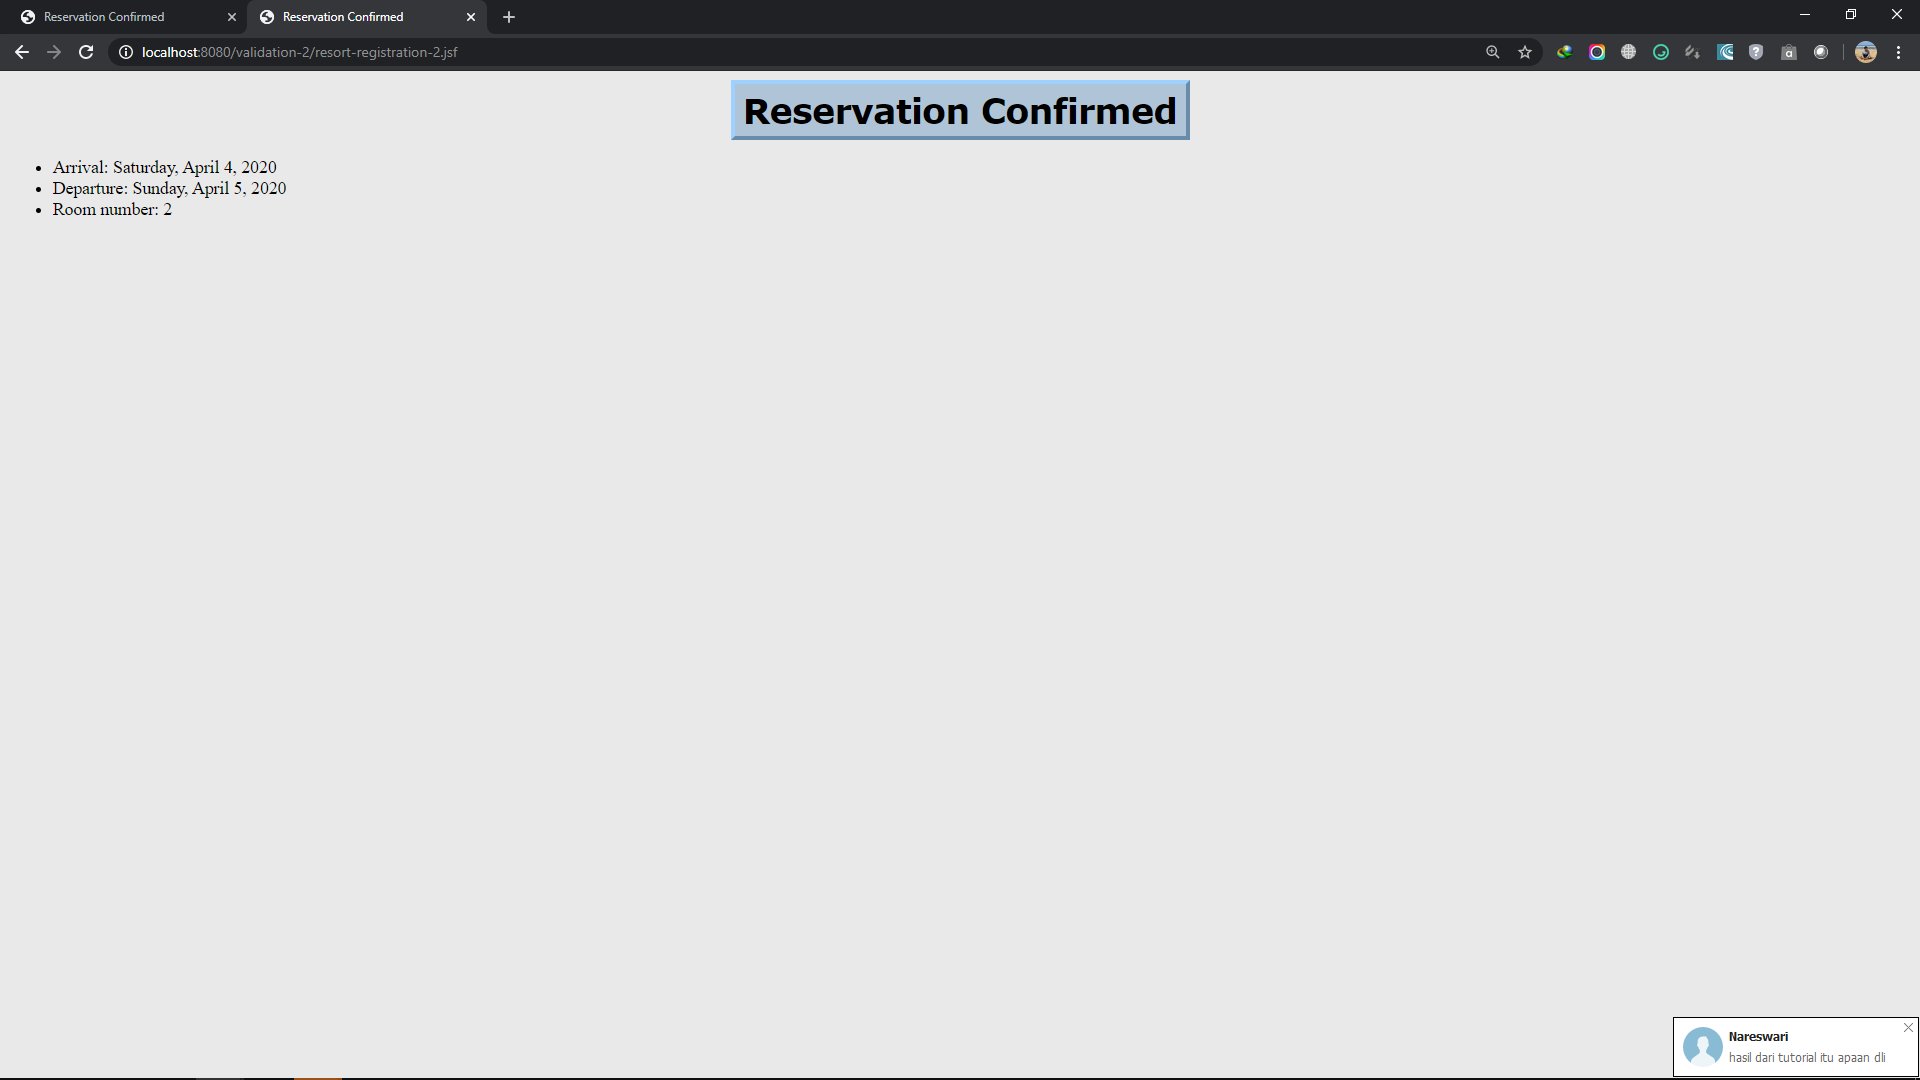 Reservation Confirmed
Reservation Confirmed
localhost:8080/validation-2/resort-registration-2.jsf
Reservation Confirmed
Arrival: Saturday, April 4, 2020
Departure: Sunday, April 5, 2020
Room number: 2
Nareswari
hasil dari tutorial itu apaan dli